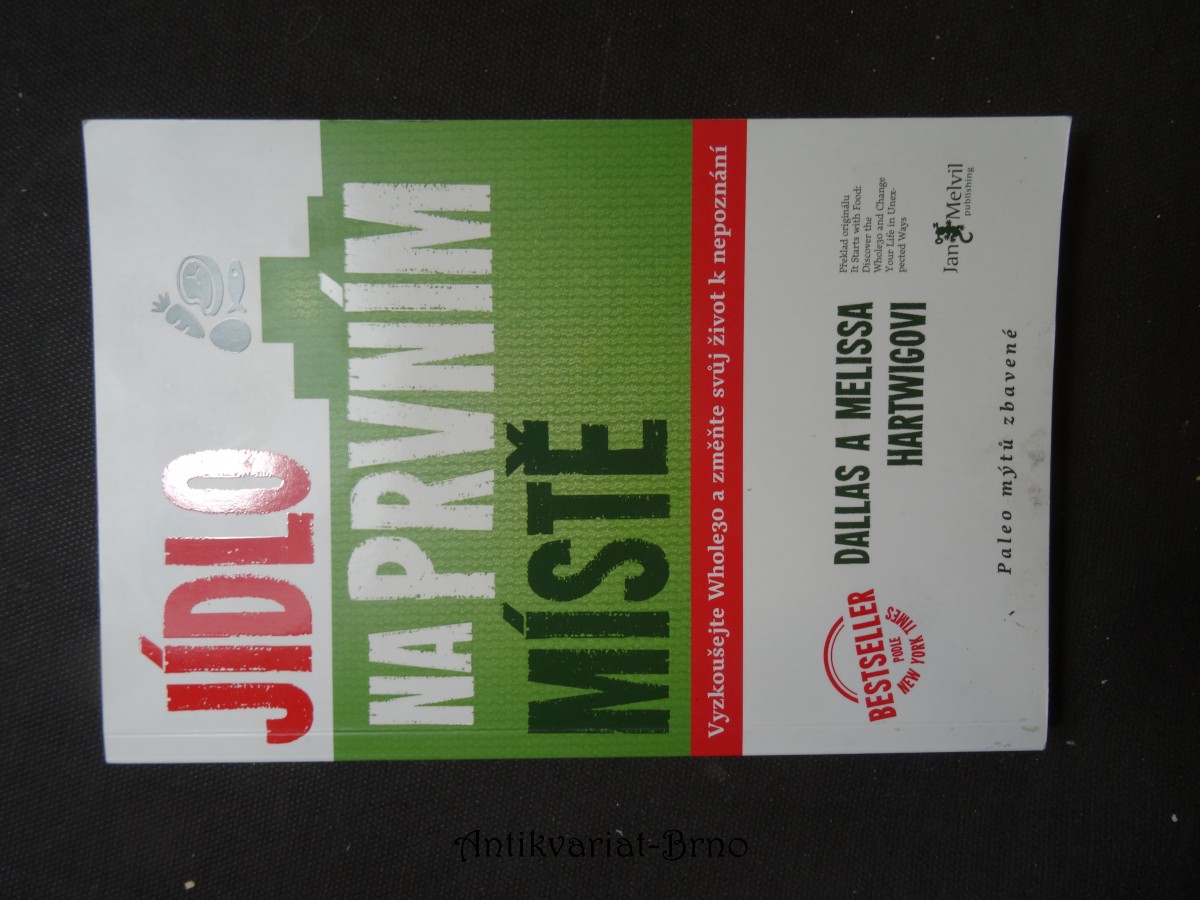 JÍDLO
NA PRVNÍM
MÍSTĚ
Vyzkoušejte Whole30 a změňte svůj život k nepoznání
BESTSELLER
PODLE
NEW YORK TIMES
DALLAS A MELISSA
HARTWIGOVI
Překlad originálu
It Starts with Food:
Discover the
Whole30 and Change
Your Life in Unex-
pected Ways
Jan Melvil
publishing
Paleo mýtů zbavené
Antikvariat-Brno